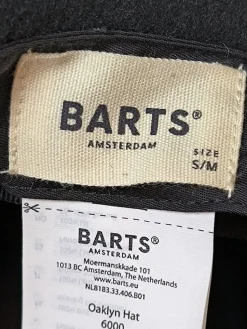 BARTS®
AMSTERDAM
SIZE
S/M
BARTS®
AMSTERDAM
Moermanskkade 101
1013 BC Amsterdam, The Netherlands
www.barts.eu
NL8183.33.406.B01
Oaklyn Hat
6000